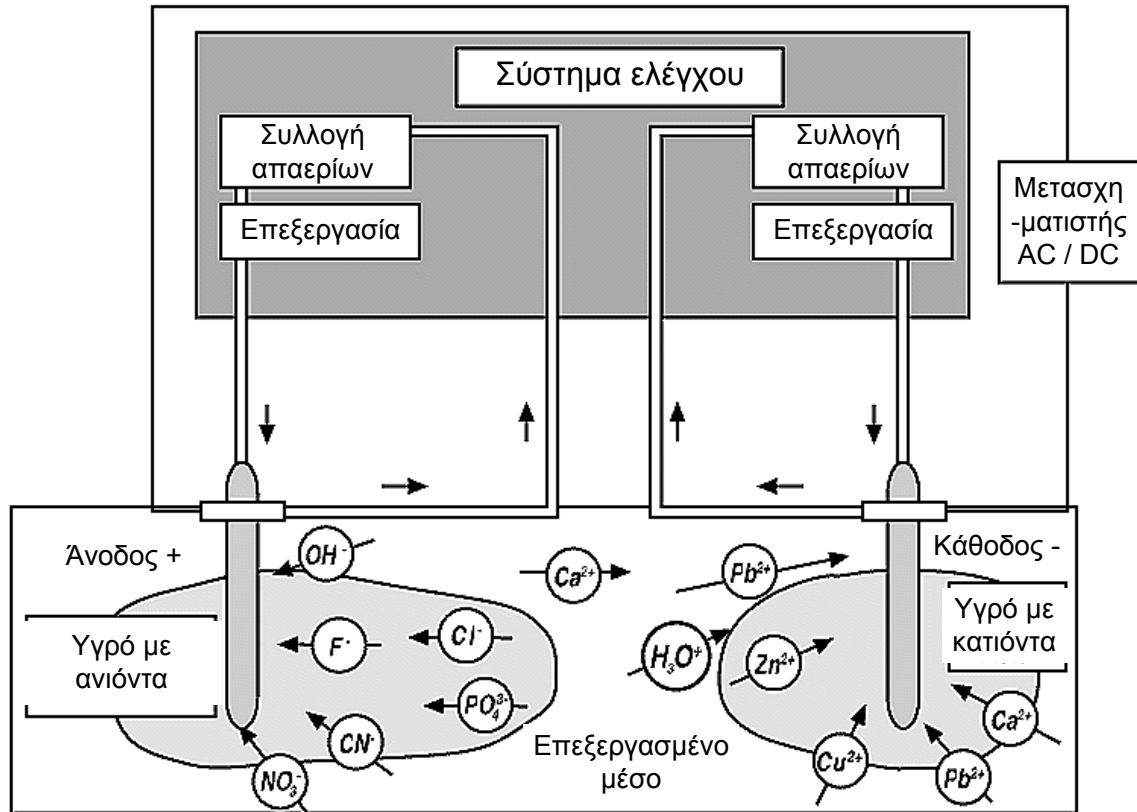 Σύστημα ελέγχου
Συλλογή
απαερίων
Συλλογή
απαερίων
Μετασχη
-ματιστής
AC / DC
Επεξεργασία
Επεξεργασία
Άνοδος +
Κάθοδος -
OH⁻
Ca²⁺
Pb²⁺
Υγρό με
ανιόντα
F⁻
Cl⁻
H₃O⁺
Zn²⁺
Υγρό με
κατιόντα
PO₄³⁻
CN⁻
NO₃⁻
Επεξεργασμένο
μέσο
Cu²⁺
Pb²⁺
Ca²⁺